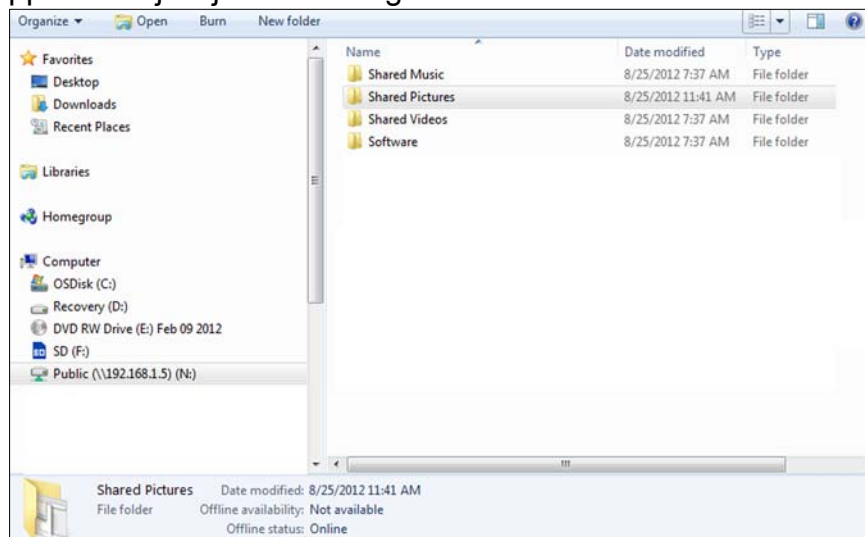 Organize Open Burn New folder
Favorites
Desktop
Downloads
Recent Places
Libraries
Homegroup
Computer
OSDisk (C:)
Recovery (D:)
DVD RW Drive (E:) Feb 09 2012
SD (F:)
Public (\\192.168.1.5) (N:)
Name Date modified Type
Shared Music 8/25/2012 7:37 AM File folder
Shared Pictures 8/25/2012 11:41 AM File folder
Shared Videos 8/25/2012 7:37 AM File folder
Software 8/25/2012 7:37 AM File folder
Shared Pictures Date modified: 8/25/2012 11:41 AM
File folder Offline availability: Not available
Offline status: Online